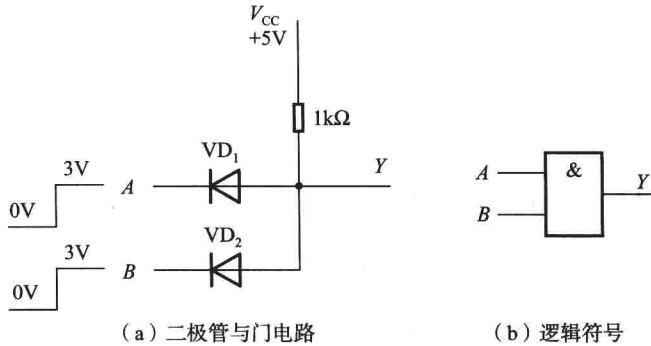 V_CC
+5V
1kΩ
VD₁
3V A Y
0V
VD₂
3V B
0V
(a)二极管与门电路
A & Y
B
(b)逻辑符号